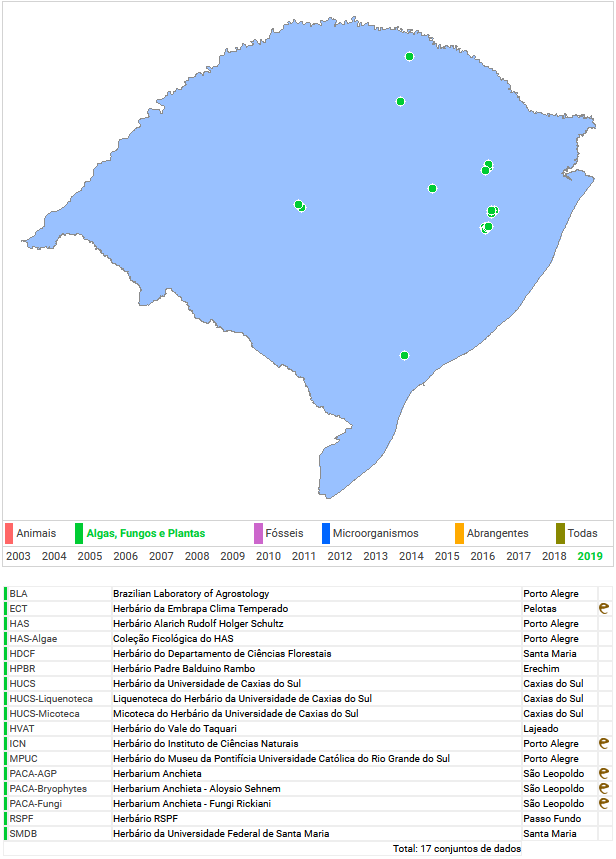 Animais Algas, Fungos e Plantas Fósseis Microorganismos Abrangentes Todas
2003 2004 2005 2006 2007 2008 2009 2010 2011 2012 2013 2014 2015 2016 2017 2018 2019
BLA Brazilian Laboratory of Agrostology Porto Alegre
ECT Herbário da Embrapa Clima Temperado Pelotas
HAS Herbário Alarich Rudolf Holger Schultz Porto Alegre
HAS-Algae Coleção Ficológica do HAS Porto Alegre
HDCF Herbário do Departamento de Ciências Florestais Santa Maria
HPBR Herbário Padre Balduino Rambo Erechim
HUCS Herbário da Universidade de Caxias do Sul Caxias do Sul
HUCS-Liquenoteca Liquenoteca do Herbário da Universidade de Caxias do Sul Caxias do Sul
HUCS-Micoteca Micoteca do Herbário da Universidade de Caxias do Sul Caxias do Sul
HVAT Herbário do Vale do Taquari Lajeado
ICN Herbário do Instituto de Ciências Naturais Porto Alegre
MPUC Herbário do Museu da Pontifícia Universidade Católica do Rio Grande do Sul Porto Alegre
PACA-AGP Herbarium Anchieta São Leopoldo
PACA-Bryophytes Herbarium Anchieta - Aloysio Sehnem São Leopoldo
PACA-Fungi Herbarium Anchieta - Fungi Rickiani São Leopoldo
RSPF Herbário RSPF Passo Fundo
SMDB Herbário da Universidade Federal de Santa Maria Santa Maria
Total: 17 conjuntos de dados